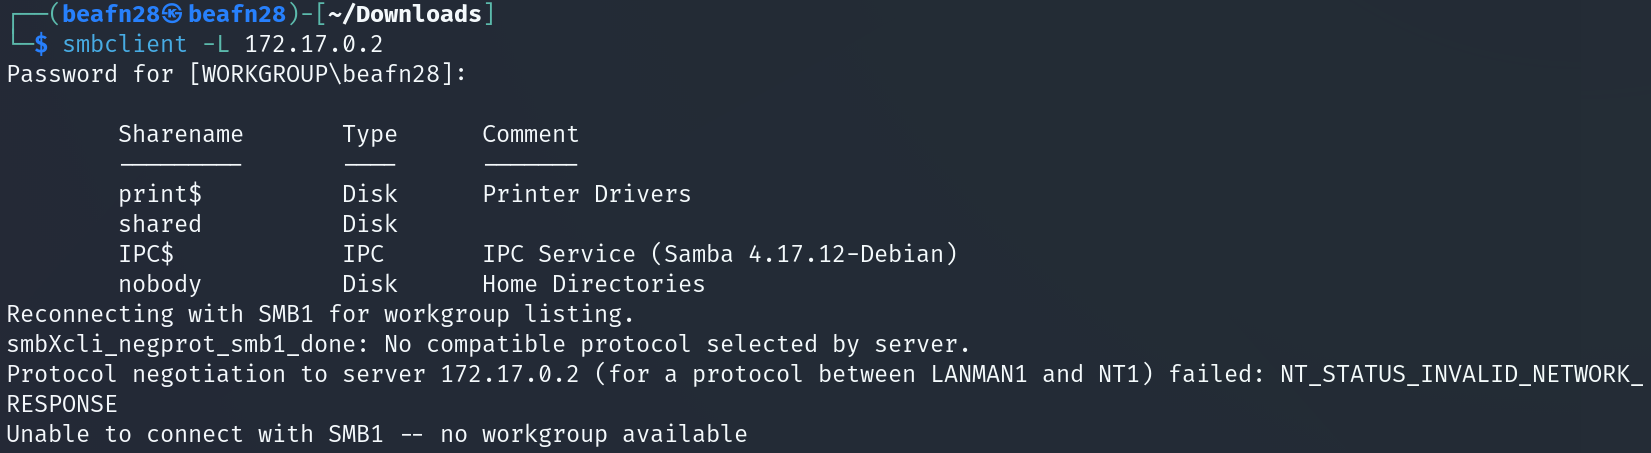 ┌──(beafn28㉿beafn28)-[~/Downloads]
└─$ smbclient -L 172.17.0.2
Password for [WORKGROUP\beafn28]:
Sharename Type Comment
--------- ---- -------
print$ Disk Printer Drivers
shared Disk
IPC$ IPC IPC Service (Samba 4.17.12-Debian)
nobody Disk Home Directories
Reconnecting with SMB1 for workgroup listing.
smbXcli_negprot_smb1_done: No compatible protocol selected by server.
Protocol negotiation to server 172.17.0.2 (for a protocol between LANMAN1 and NT1) failed: NT_STATUS_INVALID_NETWORK_
RESPONSE
Unable to connect with SMB1 -- no workgroup available